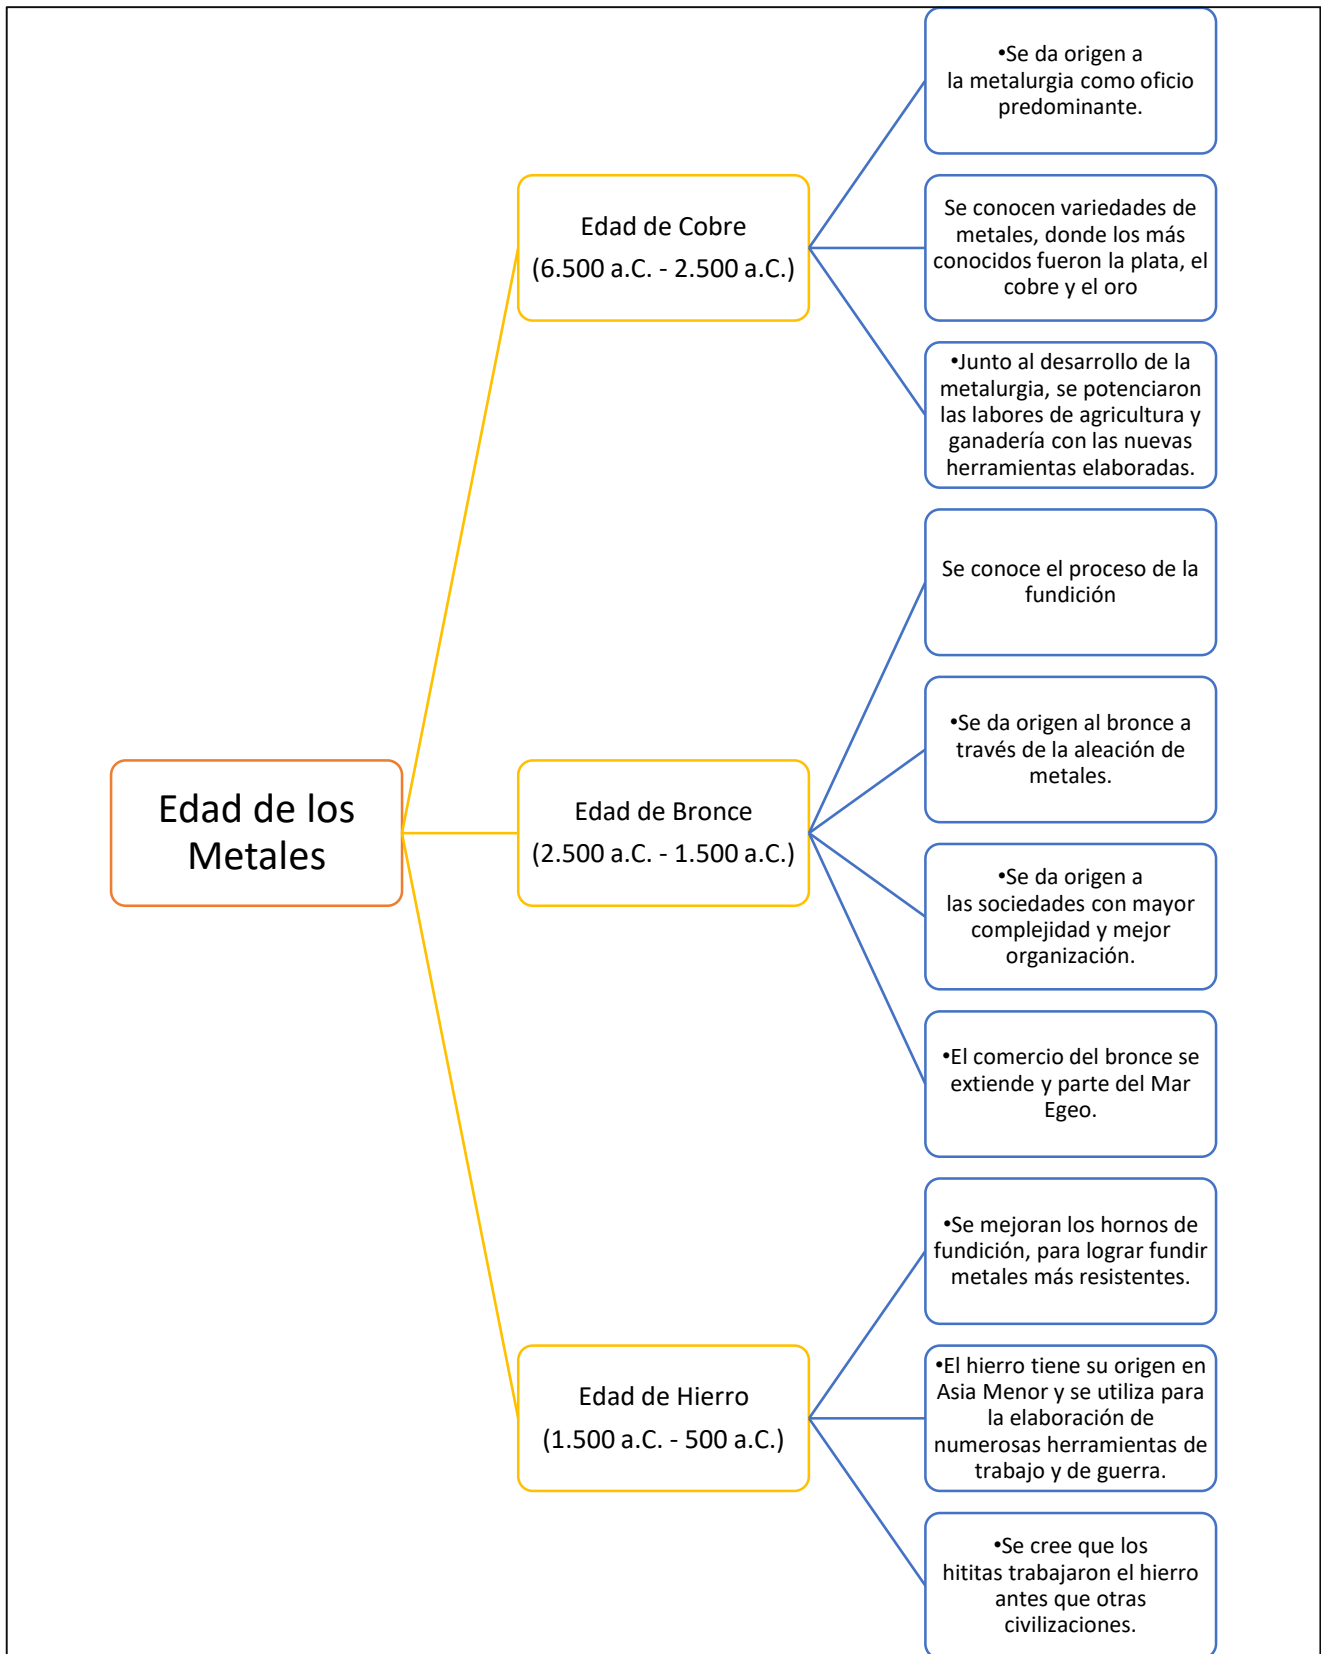 Edad de los
Metales
Edad de Cobre
(6.500 a.C. - 2.500 a.C.)
•Se da origen a
la metalurgia como oficio
predominante.
Se conocen variedades de
metales, donde los más
conocidos fueron la plata, el
cobre y el oro
•Junto al desarrollo de la
metalurgia, se potenciaron
las labores de agricultura y
ganadería con las nuevas
herramientas elaboradas.
Edad de Bronce
(2.500 a.C. - 1.500 a.C.)
Se conoce el proceso de la
fundición
•Se da origen al bronce a
través de la aleación de
metales.
•Se da origen a
las sociedades con mayor
complejidad y mejor
organización.
•El comercio del bronce se
extiende y parte del Mar
Egeo.
Edad de Hierro
(1.500 a.C. - 500 a.C.)
•Se mejoran los hornos de
fundición, para lograr fundir
metales más resistentes.
•El hierro tiene su origen en
Asia Menor y se utiliza para
la elaboración de
numerosas herramientas de
trabajo y de guerra.
•Se cree que los
hititas trabajaron el hierro
antes que otras
civilizaciones.